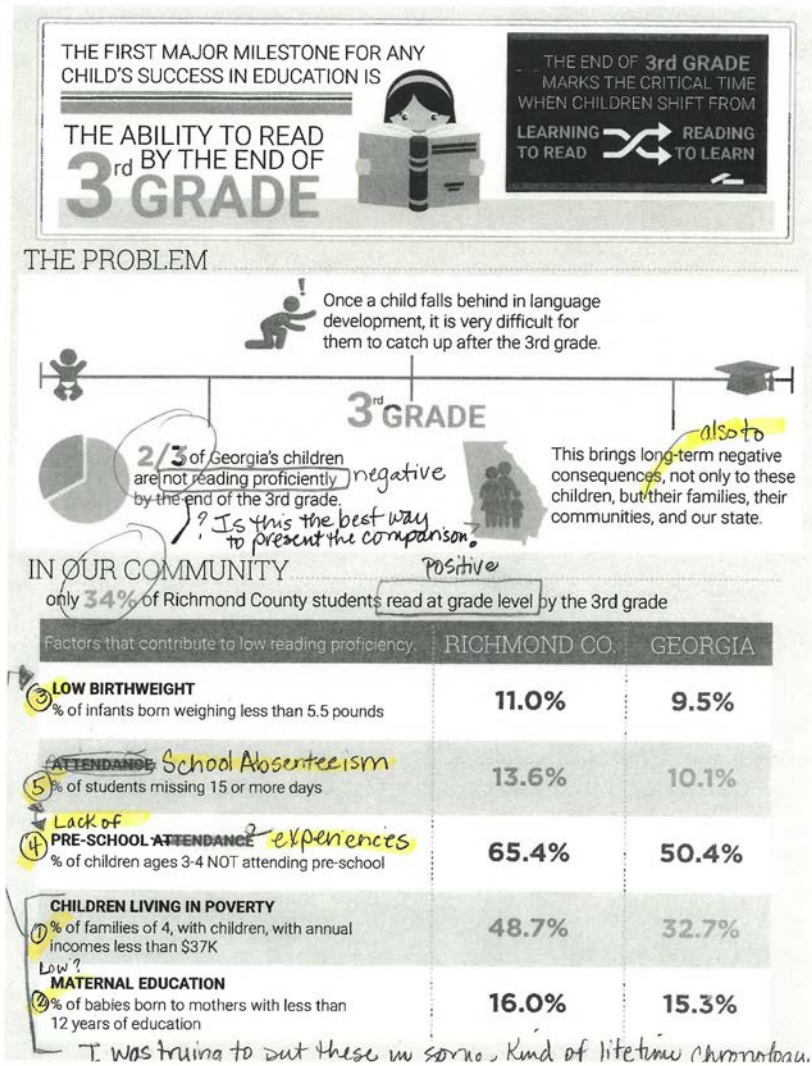 THE FIRST MAJOR MILESTONE FOR ANY
CHILD'S SUCCESS IN EDUCATION IS
THE ABILITY TO READ
BY THE END OF
3rd GRADE
THE END OF 3rd GRADE
MARKS THE CRITICAL TIME
WHEN CHILDREN SHIFT FROM
LEARNING TO READ
READING TO LEARN
THE PROBLEM
!
Once a child falls behind in language
development, it is very difficult for
them to catch up after the 3rd grade.
3rd GRADE
2/3 of Georgia's children
are not reading proficiently negative
by the end of the 3rd grade.
? Is this the best way
to present the comparison?
also to
This brings long-term negative
consequences, not only to these
children, but their families, their
communities, and our state.
IN OUR COMMUNITY
Positive
only 34% of Richmond County students read at grade level by the 3rd grade
Factors that contribute to low reading proficiency. RICHMOND CO. GEORGIA
③ LOW BIRTHWEIGHT
% of infants born weighing less than 5.5 pounds 11.0% 9.5%
ATTENDANCE School Absenteeism
⑤ % of students missing 15 or more days 13.6% 10.1%
Lack of
④ PRE-SCHOOL ATTENDANCE experiences
% of children ages 3-4 NOT attending pre-school 65.4% 50.4%
CHILDREN LIVING IN POVERTY
① % of families of 4, with children, with annual
incomes less than $37K 48.7% 32.7%
Low?
MATERNAL EDUCATION
② % of babies born to mothers with less than
12 years of education 16.0% 15.3%
I was trying to put these in some kind of lifetime chronology.